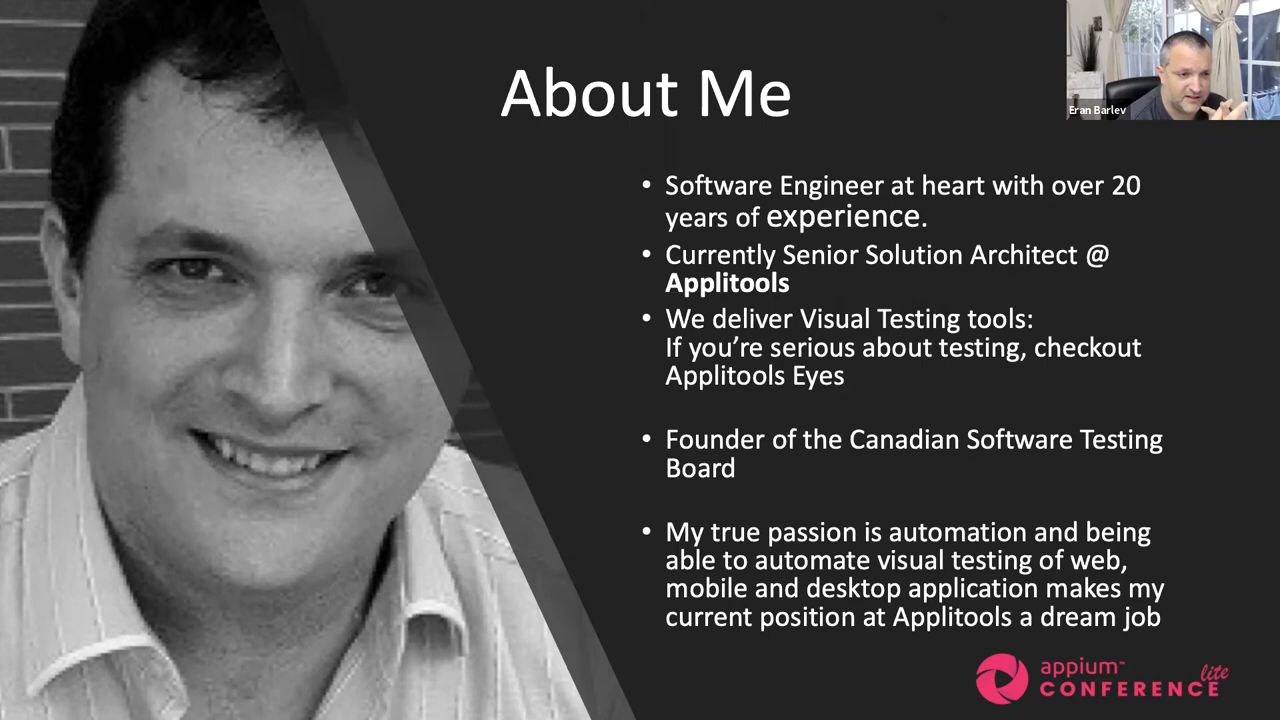 About Me
Eran Barlev
• Software Engineer at heart with over 20
years of experience.
• Currently Senior Solution Architect @
Applitools
• We deliver Visual Testing tools:
If you’re serious about testing, checkout
Applitools Eyes
• Founder of the Canadian Software Testing
Board
• My true passion is automation and being
able to automate visual testing of web,
mobile and desktop application makes my
current position at Applitools a dream job
appium™
CONFERENCE lite